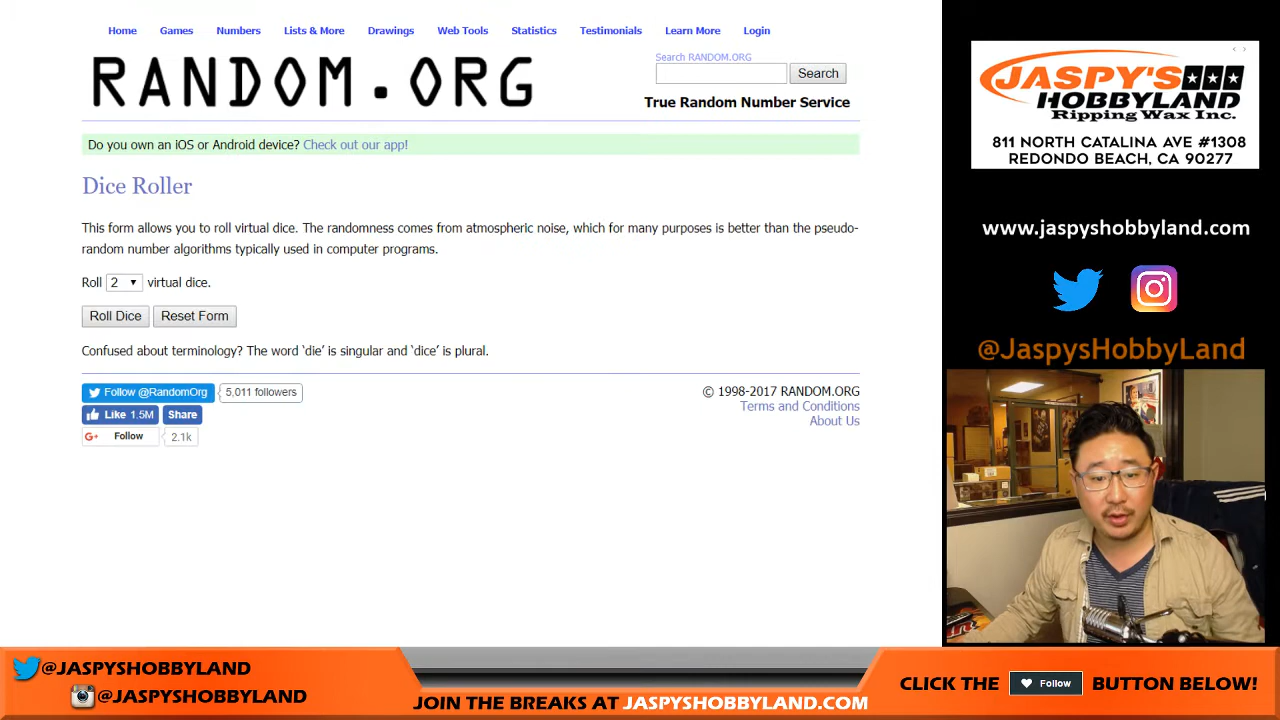 Home Games Numbers Lists & More Drawings Web Tools Statistics Testimonials Learn More Login
RANDOM.ORG
Search RANDOM.ORG
Search
True Random Number Service
Do you own an iOS or Android device? Check out our app!
Dice Roller
This form allows you to roll virtual dice. The randomness comes from atmospheric noise, which for many purposes is better than the pseudo-
random number algorithms typically used in computer programs.
Roll 2 virtual dice.
Roll Dice Reset Form
Confused about terminology? The word ‘die’ is singular and ‘dice’ is plural.
Follow @RandomOrg 5,011 followers
Like 1.5M Share
G+ Follow 2.1k
© 1998-2017 RANDOM.ORG
Terms and Conditions
About Us
JASPY'S
HOBBYLAND
Ripping Wax Inc.
811 NORTH CATALINA AVE #1308
REDONDO BEACH, CA 90277
www.jaspyshobbyland.com
@JaspysHobbyLand
@JASPYSHOBBYLAND
@JASPYSHOBBYLAND
JOIN THE BREAKS AT JASPYSHOBBYLAND.COM
CLICK THE Follow BUTTON BELOW!